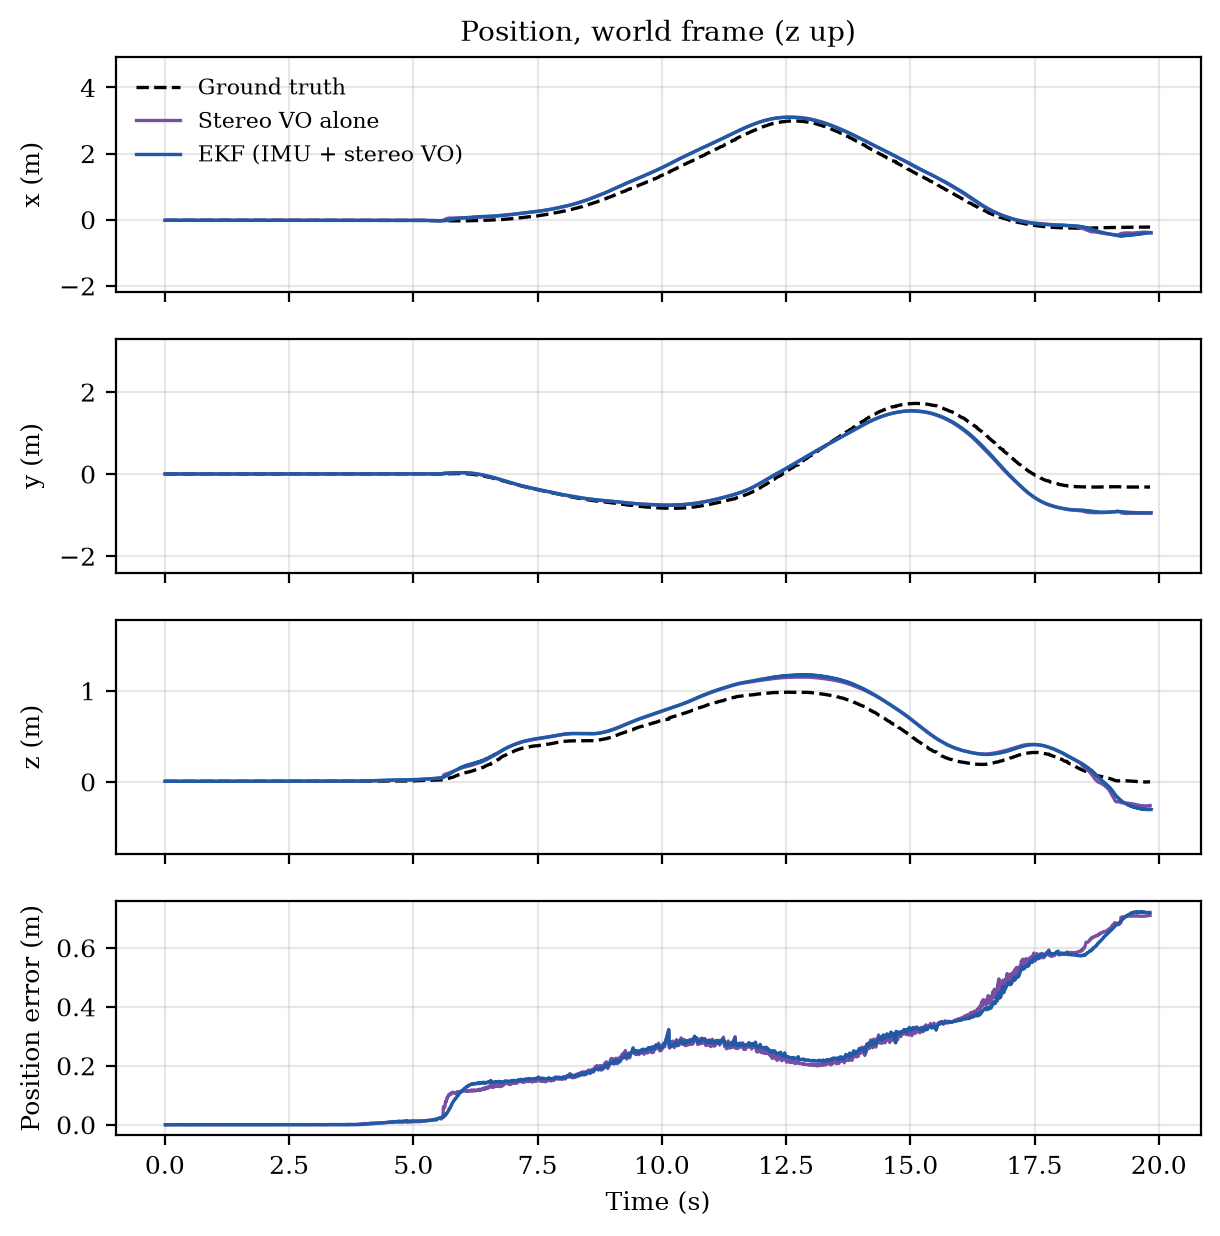 Position, world frame (z up)
Ground truth
Stereo VO alone
EKF (IMU + stereo VO)
x (m)
4
2
0
−2
y (m)
2
0
−2
z (m)
1
0
Position error (m)
0.6
0.4
0.2
0.0
0.0 2.5 5.0 7.5 10.0 12.5 15.0 17.5 20.0
Time (s)